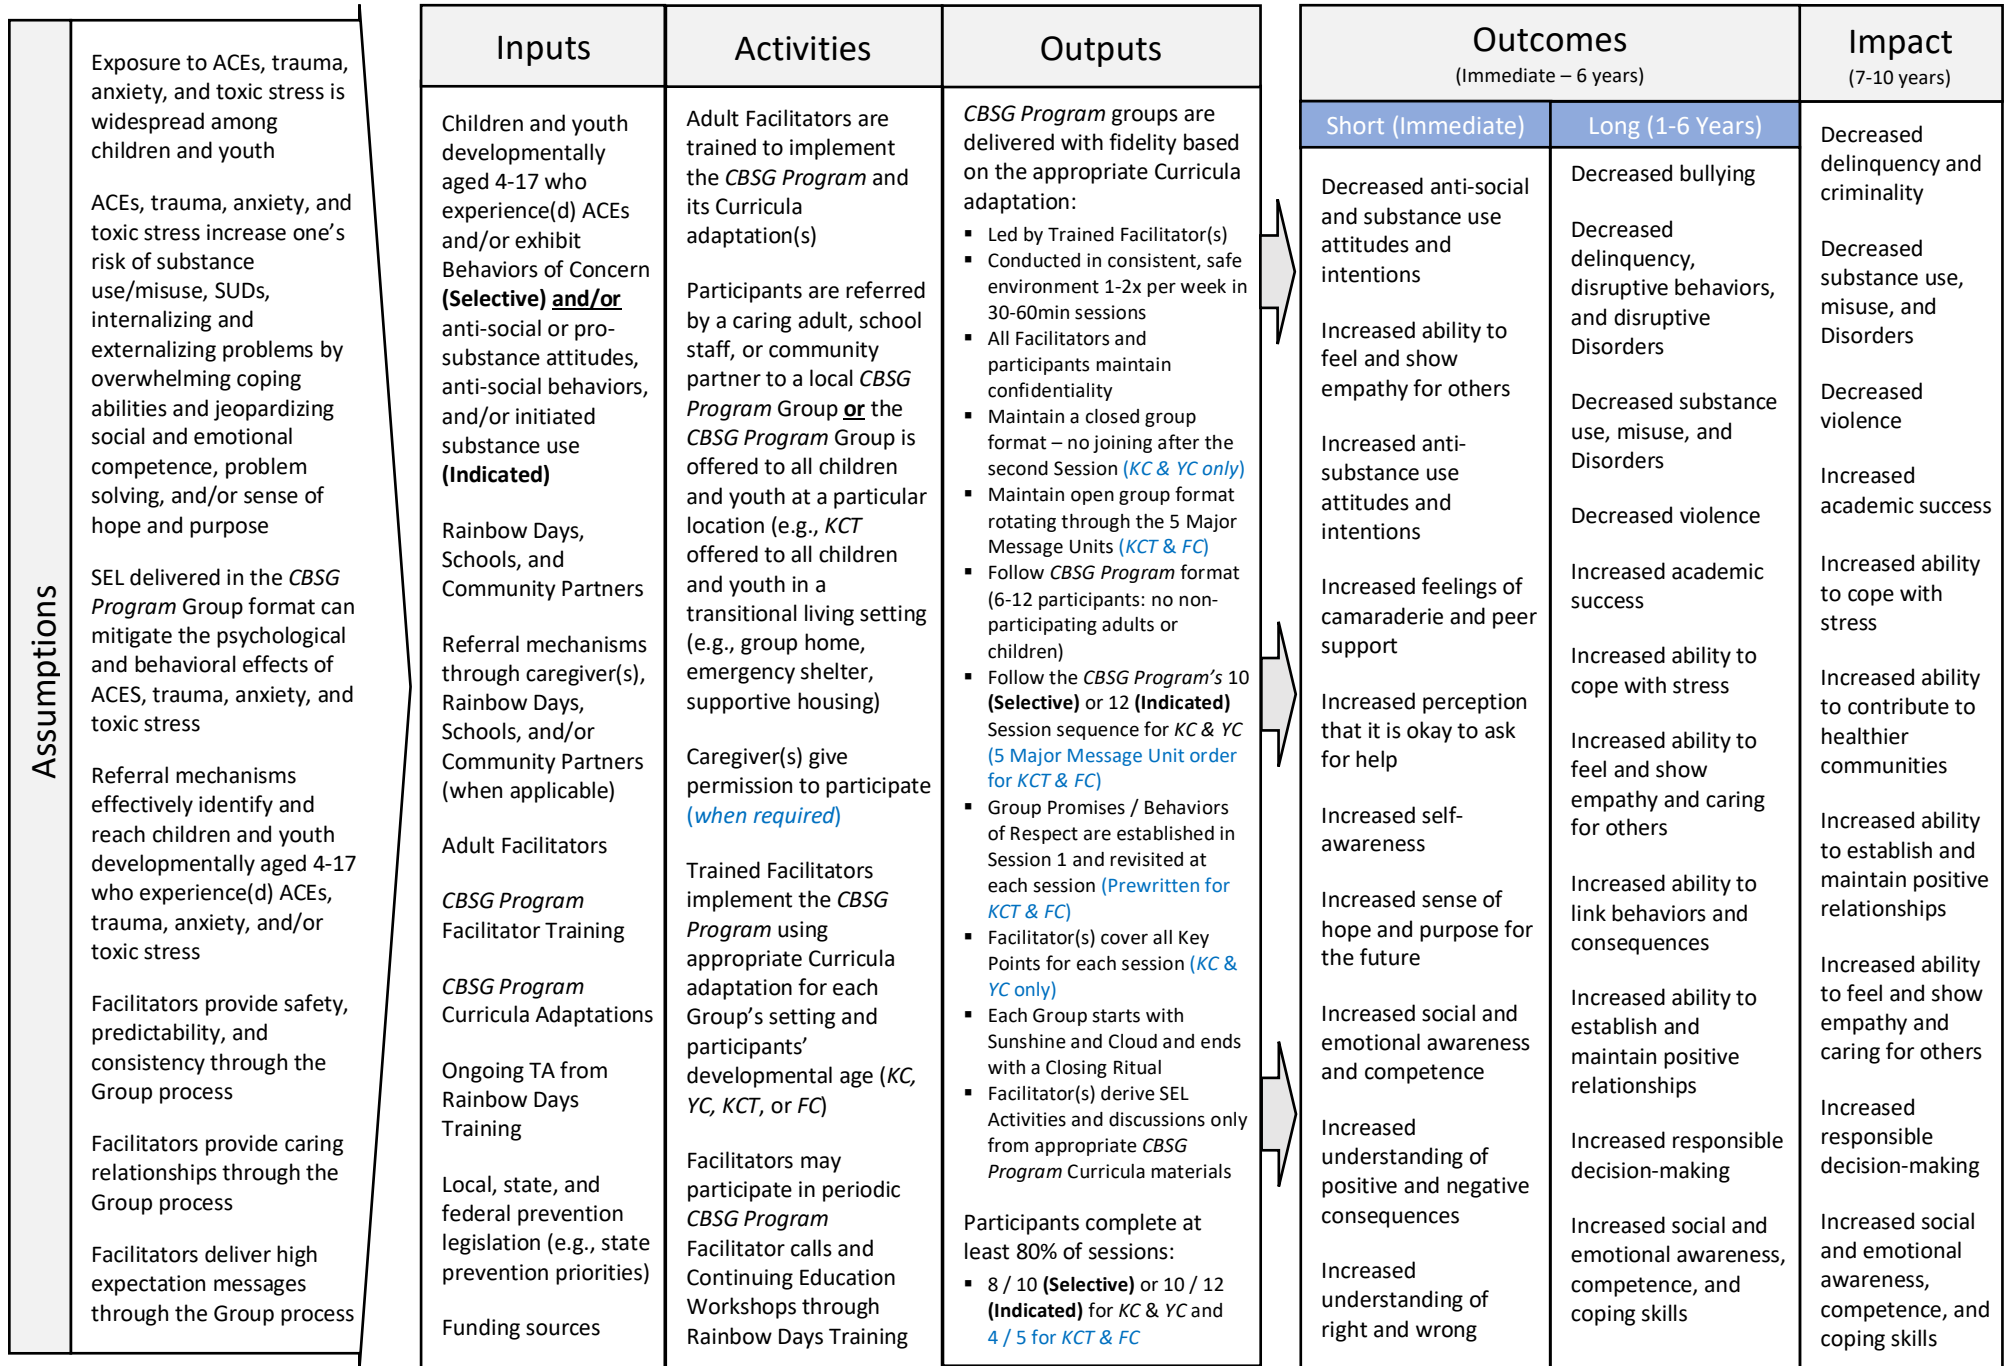 Assumptions
Exposure to ACEs, trauma,
anxiety, and toxic stress is
widespread among
children and youth
ACEs, trauma, anxiety, and
toxic stress increase one’s
risk of substance
use/misuse, SUDs,
internalizing and
externalizing problems by
overwhelming coping
abilities and jeopardizing
social and emotional
competence, problem
solving, and/or sense of
hope and purpose
SEL delivered in the CBSG
Program Group format can
mitigate the psychological
and behavioral effects of
ACES, trauma, anxiety, and
toxic stress
Referral mechanisms
effectively identify and
reach children and youth
developmentally aged 4-17
who experience(d) ACEs,
trauma, anxiety, and/or
toxic stress
Facilitators provide safety,
predictability, and
consistency through the
Group process
Facilitators provide caring
relationships through the
Group process
Facilitators deliver high
expectation messages
through the Group process
Inputs
Children and youth
developmentally
aged 4-17 who
experience(d) ACEs
and/or exhibit
Behaviors of Concern
(Selective) and/or
anti-social or pro-
substance attitudes,
anti-social behaviors,
and/or initiated
substance use
(Indicated)
Rainbow Days,
Schools, and
Community Partners
Referral mechanisms
through caregiver(s),
Rainbow Days,
Schools, and/or
Community Partners
(when applicable)
Adult Facilitators
CBSG Program
Facilitator Training
CBSG Program
Curricula Adaptations
Ongoing TA from
Rainbow Days
Training
Local, state, and
federal prevention
legislation (e.g., state
prevention priorities)
Funding sources
Activities
Adult Facilitators are
trained to implement
the CBSG Program and
its Curricula
adaptation(s)
Participants are referred
by a caring adult, school
staff, or community
partner to a local CBSG
Program Group or the
CBSG Program Group is
offered to all children
and youth at a particular
location (e.g., KCT
offered to all children
and youth in a
transitional living setting
(e.g., group home,
emergency shelter,
supportive housing)
Caregiver(s) give
permission to participate
(when required)
Trained Facilitators
implement the CBSG
Program using
appropriate Curricula
adaptation for each
Group’s setting and
participants’
developmental age (KC,
YC, KCT, or FC)
Facilitators may
participate in periodic
CBSG Program
Facilitator calls and
Continuing Education
Workshops through
Rainbow Days Training
Outputs
CBSG Program groups are
delivered with fidelity based
on the appropriate Curricula
adaptation:
▪ Led by Trained Facilitator(s)
▪ Conducted in consistent, safe
environment 1-2x per week in
30-60min sessions
▪ All Facilitators and
participants maintain
confidentiality
▪ Maintain a closed group
format – no joining after the
second Session (KC & YC only)
▪ Maintain open group format
rotating through the 5 Major
Message Units (KCT & FC)
▪ Follow CBSG Program format
(6-12 participants: no non-
participating adults or
children)
▪ Follow the CBSG Program’s 10
(Selective) or 12 (Indicated)
Session sequence for KC & YC
(5 Major Message Unit order
for KCT & FC)
▪ Group Promises / Behaviors
of Respect are established in
Session 1 and revisited at
each session (Prewritten for
KCT & FC)
▪ Facilitator(s) cover all Key
Points for each session (KC &
YC only)
▪ Each Group starts with
Sunshine and Cloud and ends
with a Closing Ritual
▪ Facilitator(s) derive SEL
Activities and discussions only
from appropriate CBSG
Program Curricula materials
Participants complete at
least 80% of sessions:
▪ 8 / 10 (Selective) or 10 / 12
(Indicated) for KC & YC and
4 / 5 for KCT & FC
Outcomes
(Immediate – 6 years)
Short (Immediate)
Decreased anti-social
and substance use
attitudes and
intentions
Increased ability to
feel and show
empathy for others
Increased anti-
substance use
attitudes and
intentions
Increased feelings of
camaraderie and peer
support
Increased perception
that it is okay to ask
for help
Increased self-
awareness
Increased sense of
hope and purpose for
the future
Increased social and
emotional awareness
and competence
Increased
understanding of
positive and negative
consequences
Increased
understanding of
right and wrong
Long (1-6 Years)
Decreased bullying
Decreased
delinquency,
disruptive behaviors,
and disruptive
Disorders
Decreased substance
use, misuse, and
Disorders
Decreased violence
Increased academic
success
Increased ability to
cope with stress
Increased ability to
feel and show
empathy and caring
for others
Increased ability to
link behaviors and
consequences
Increased ability to
establish and
maintain positive
relationships
Increased responsible
decision-making
Increased social and
emotional awareness,
competence, and
coping skills
Impact
(7-10 years)
Decreased
delinquency and
criminality
Decreased
substance use,
misuse, and
Disorders
Decreased
violence
Increased
academic success
Increased ability
to cope with
stress
Increased ability
to contribute to
healthier
communities
Increased ability
to establish and
maintain positive
relationships
Increased ability
to feel and show
empathy and
caring for others
Increased
responsible
decision-making
Increased social
and emotional
awareness,
competence, and
coping skills